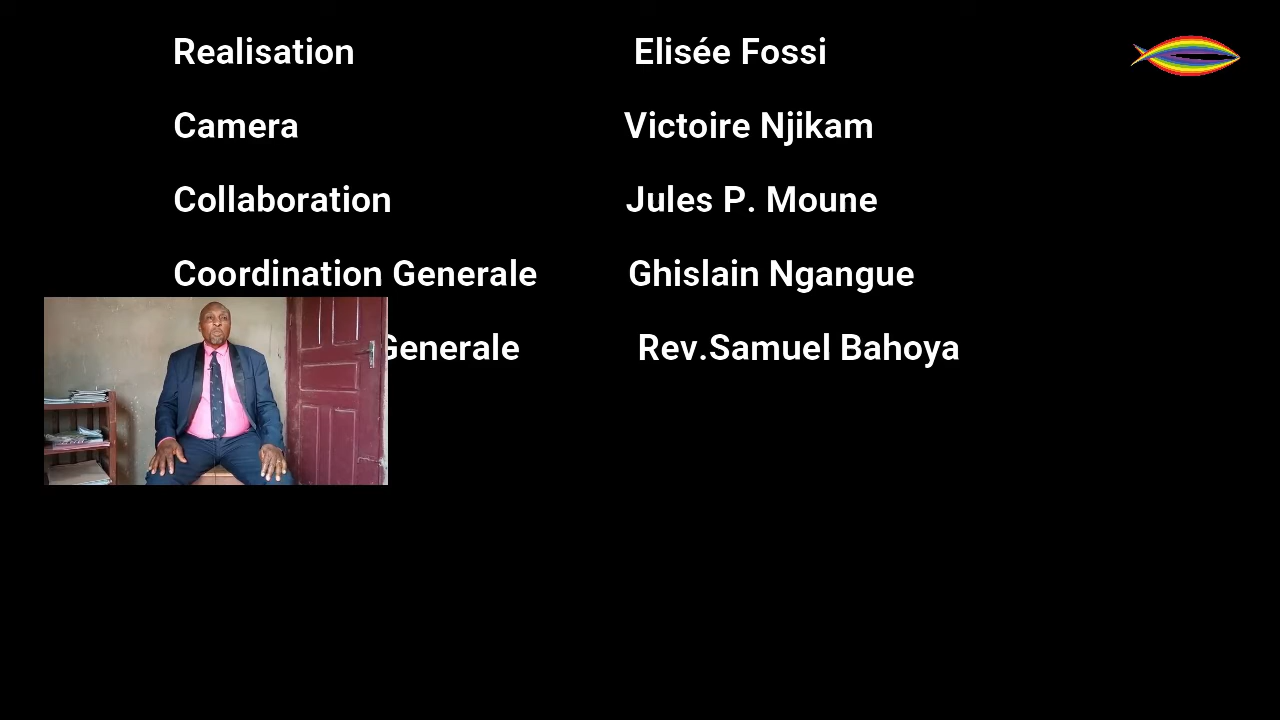 Realisation Elisée Fossi
Camera Victoire Njikam
Collaboration Jules P. Moune
Coordination Generale Ghislain Ngangue
Generale Rev.Samuel Bahoya